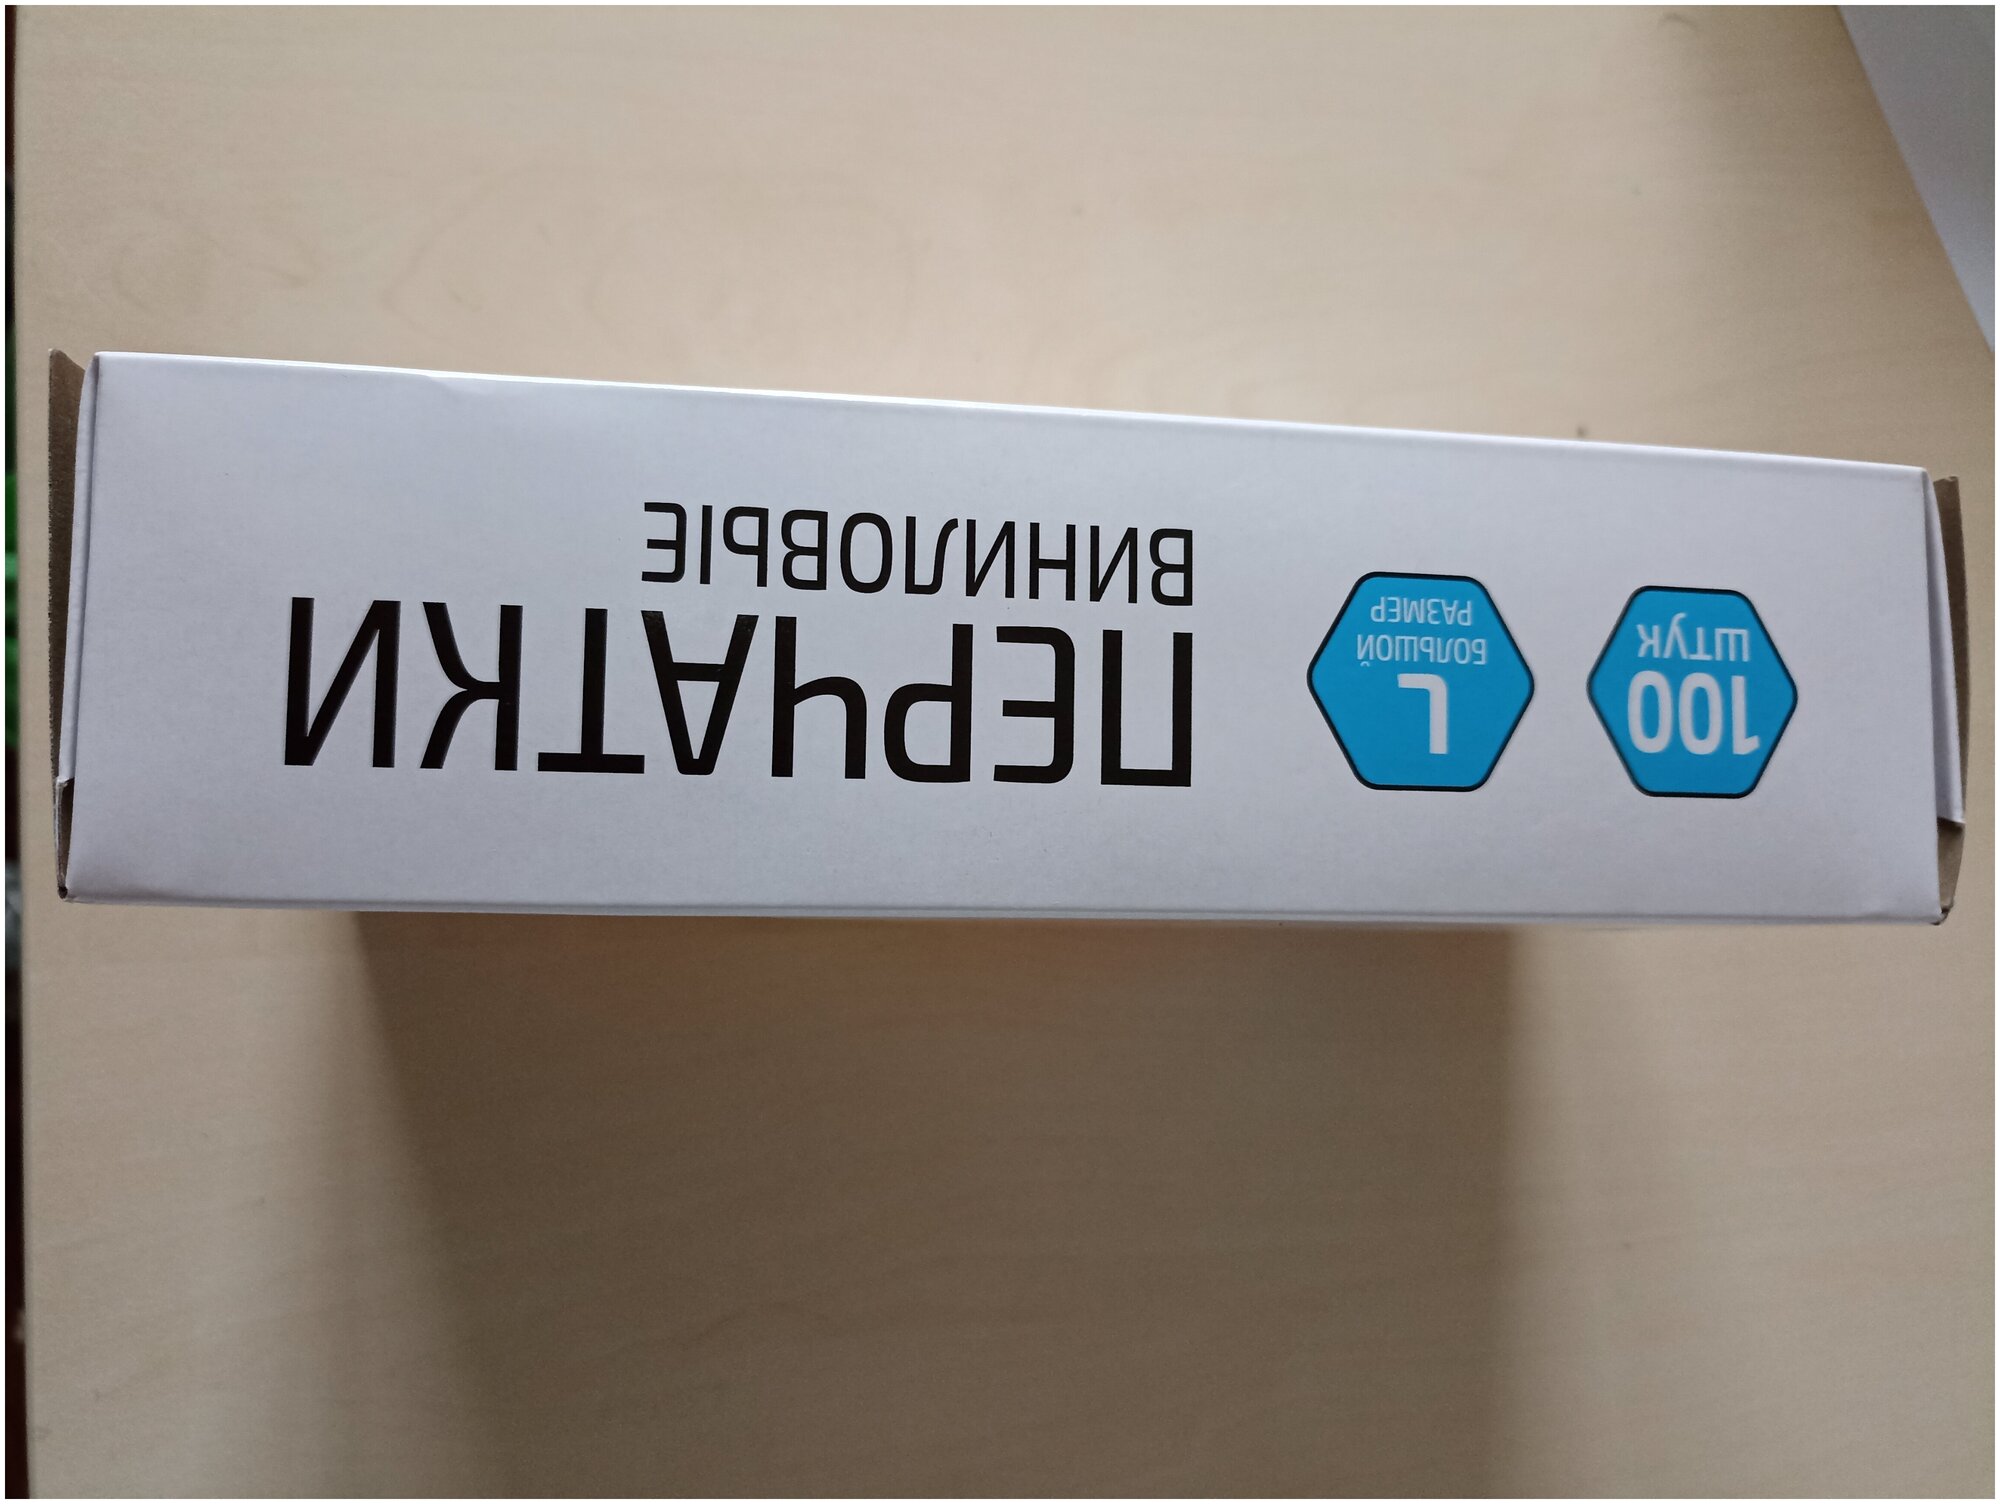 100
ШТУК
L
БОЛЬШОЙ
РАЗМЕР
ПЕРЧАТКИ
ВИНИЛОВЫЕ